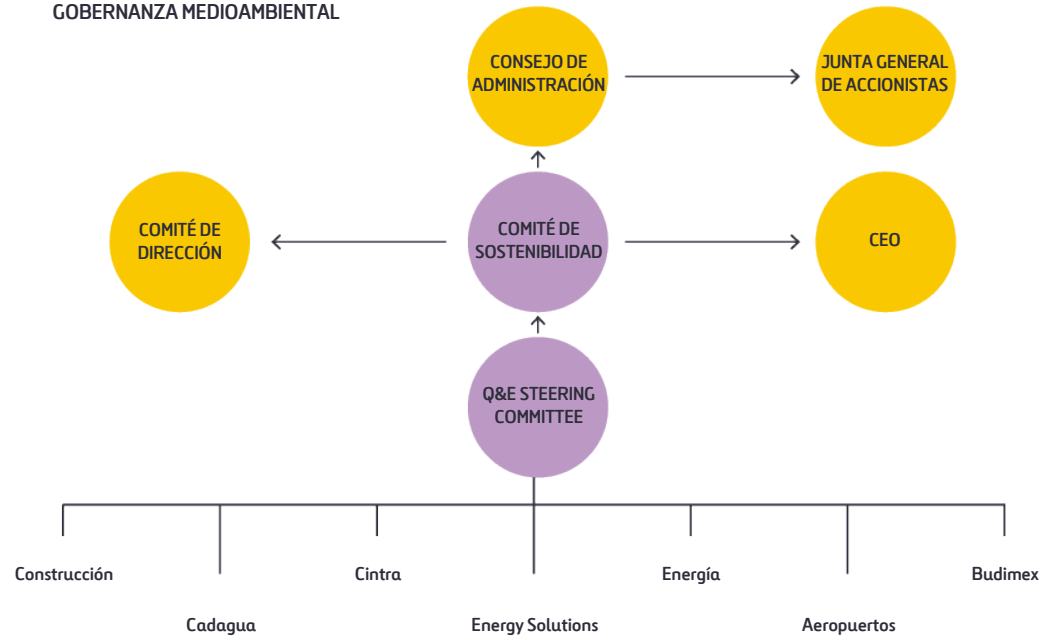 GOBERNANZA MEDIOAMBIENTAL
CONSEJO DE
ADMINISTRACIÓN
JUNTA GENERAL
DE ACCIONISTAS
COMITÉ DE
DIRECCIÓN
COMITÉ DE
SOSTENIBILIDAD
CEO
Q&E STEERING
COMMITTEE
Construcción
Cintra
Energía
Budimex
Cadagua
Energy Solutions
Aeropuertos